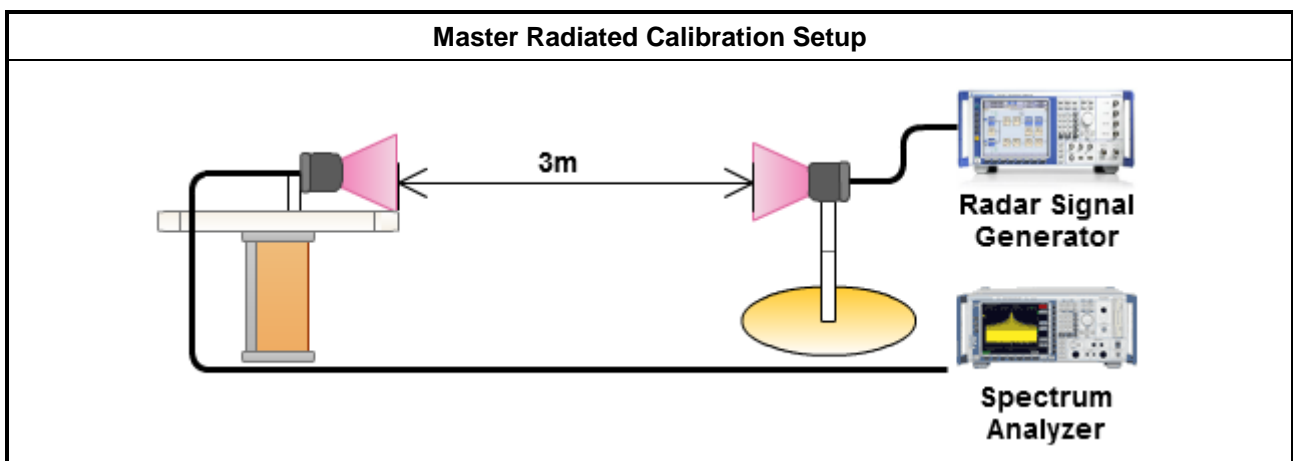 Master Radiated Calibration Setup
3m
Radar Signal
Generator
Spectrum
Analyzer